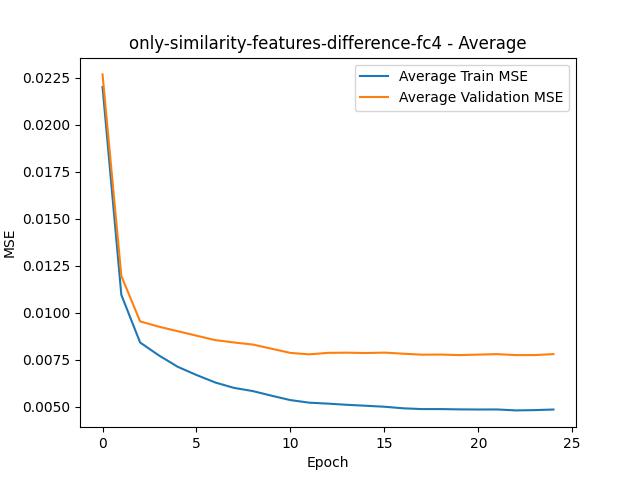 only-similarity-features-difference-fc4 - Average
Average Train MSE
Average Validation MSE
MSE
0.0225
0.0200
0.0175
0.0150
0.0125
0.0100
0.0075
0.0050
0 5 10 15 20 25
Epoch